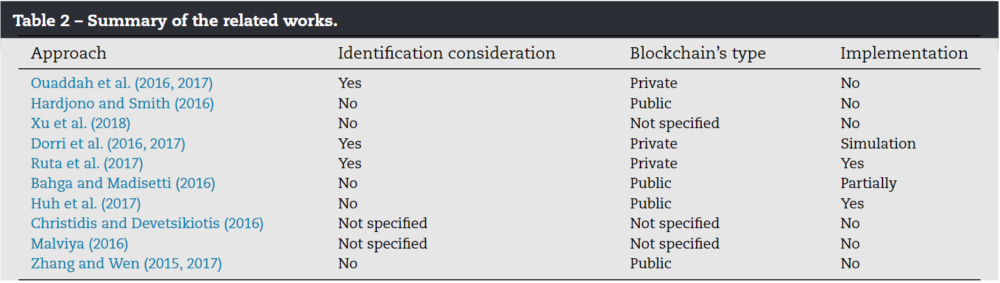 Table 2 – Summary of the related works.
Approach Identification consideration Blockchain's type Implementation
Ouaddah et al. (2016, 2017) Yes Private No
Hardjono and Smith (2016) No Public No
Xu et al. (2018) No Not specified No
Dorri et al. (2016, 2017) Yes Private Simulation
Ruta et al. (2017) Yes Private Yes
Bahga and Madisetti (2016) No Public Partially
Huh et al. (2017) No Public Yes
Christidis and Devetsikiotis (2016) Not specified Not specified No
Malviya (2016) Not specified Not specified No
Zhang and Wen (2015, 2017) No Public No